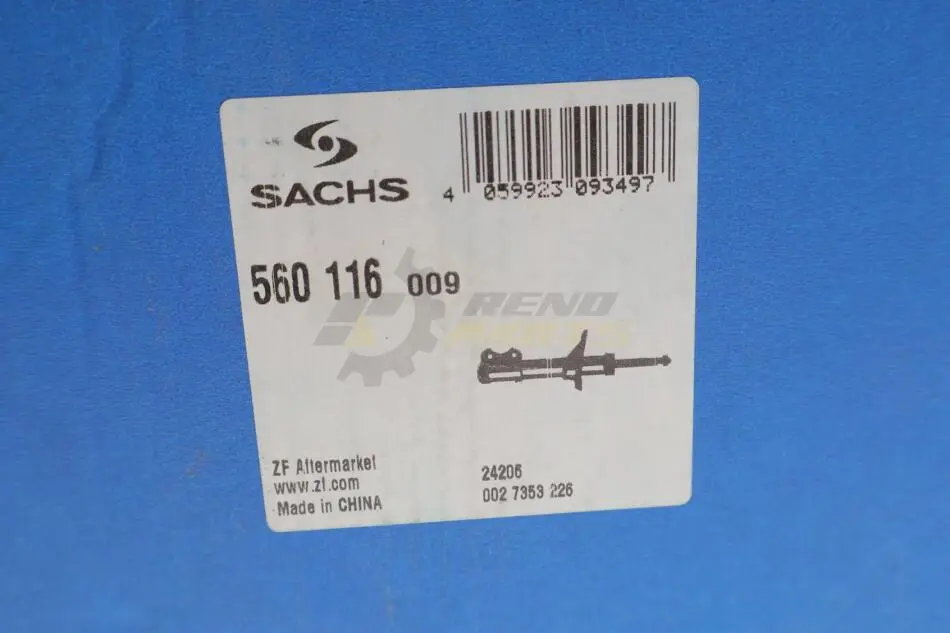 SACHS
4 059923 093497
560 116 009
RENO
PARTS
ZF Aftermarket
www.zf.com
Made in CHINA
24206
002 7353 226